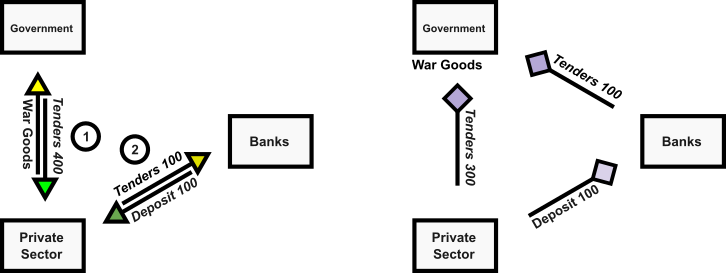 Government
War Goods
Tenders 400
1
2
Tenders 100
Deposit 100
Banks
Private
Sector
Government
War Goods
Tenders 100
Tenders 300
Banks
Deposit 100
Private
Sector